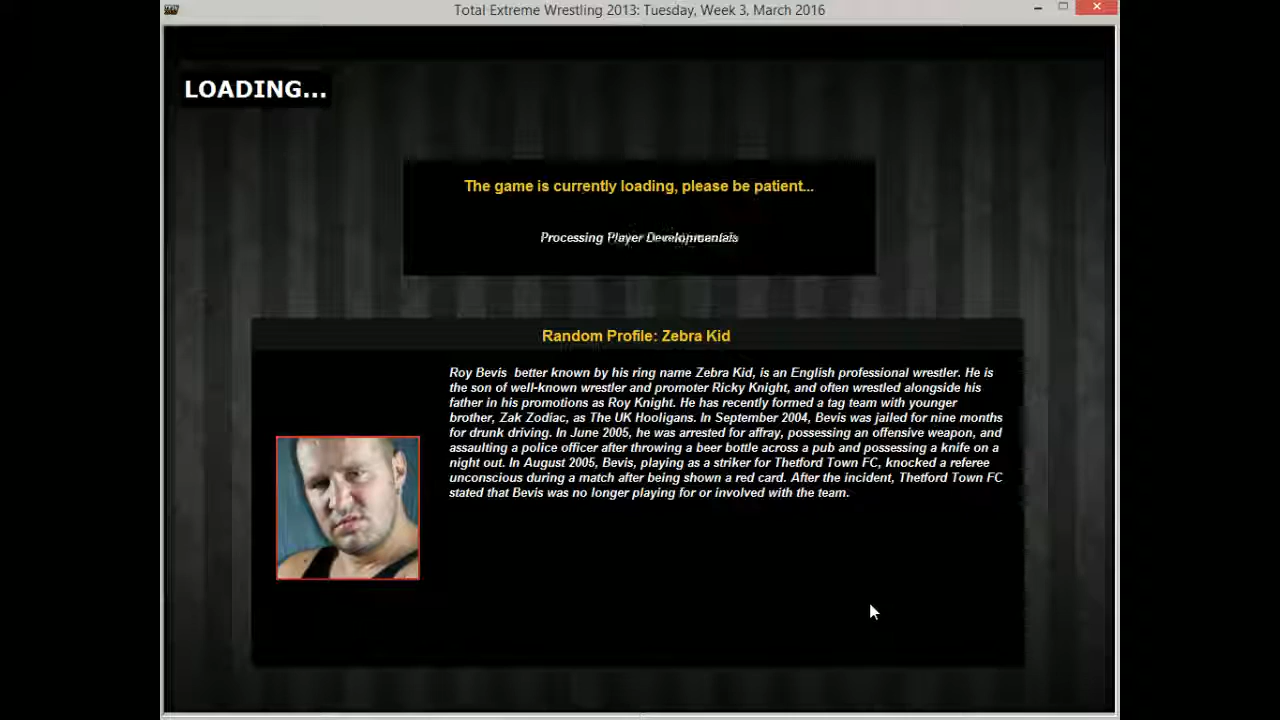 Total Extreme Wrestling 2013: Tuesday, Week 3, March 2016
LOADING...
The game is currently loading, please be patient...
Processing Player Developmentals
Random Profile: Zebra Kid
Roy Bevis  better known by his ring name Zebra Kid, is an English professional wrestler. He is
the son of well-known wrestler and promoter Ricky Knight, and often wrestled alongside his
father in his promotions as Roy Knight. He has recently formed a tag team with younger
brother, Zak Zodiac, as The UK Hooligans. In September 2004, Bevis was jailed for nine months
for drunk driving. In June 2005, he was arrested for affray, possessing an offensive weapon, and
assaulting a police officer after throwing a beer bottle across a pub and possessing a knife on a
night out. In August 2005, Bevis, playing as a striker for Thetford Town FC, knocked a referee
unconscious during a match after being shown a red card. After the incident, Thetford Town FC
stated that Bevis was no longer playing for or involved with the team.